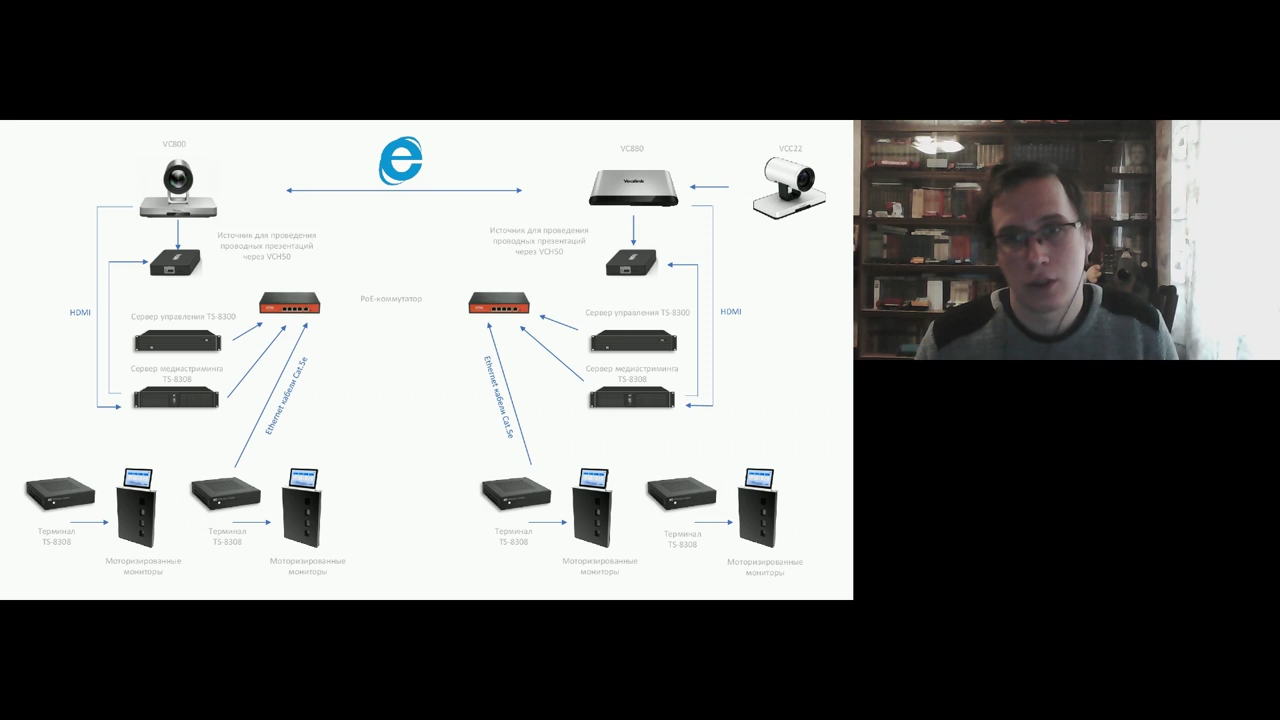 VC800
VC880
VCC22
Yealink
Источник для проведения
проводных презентаций
через VCH50
Источник для проведения
проводных презентаций
через VCH50
HDMI
PoE-коммутатор
HDMI
Сервер управления TS-8300
Сервер управления TS-8300
Сервер медиастриминга
TS-8308
Сервер медиастриминга
TS-8308
Ethernet кабели Cat.5e
Ethernet кабели Cat.5e
Терминал
TS-8308
Моторизированные
мониторы
Терминал
TS-8308
Моторизированные
мониторы
Терминал
TS-8308
Моторизированные
мониторы
Терминал
TS-8308
Моторизированные
мониторы